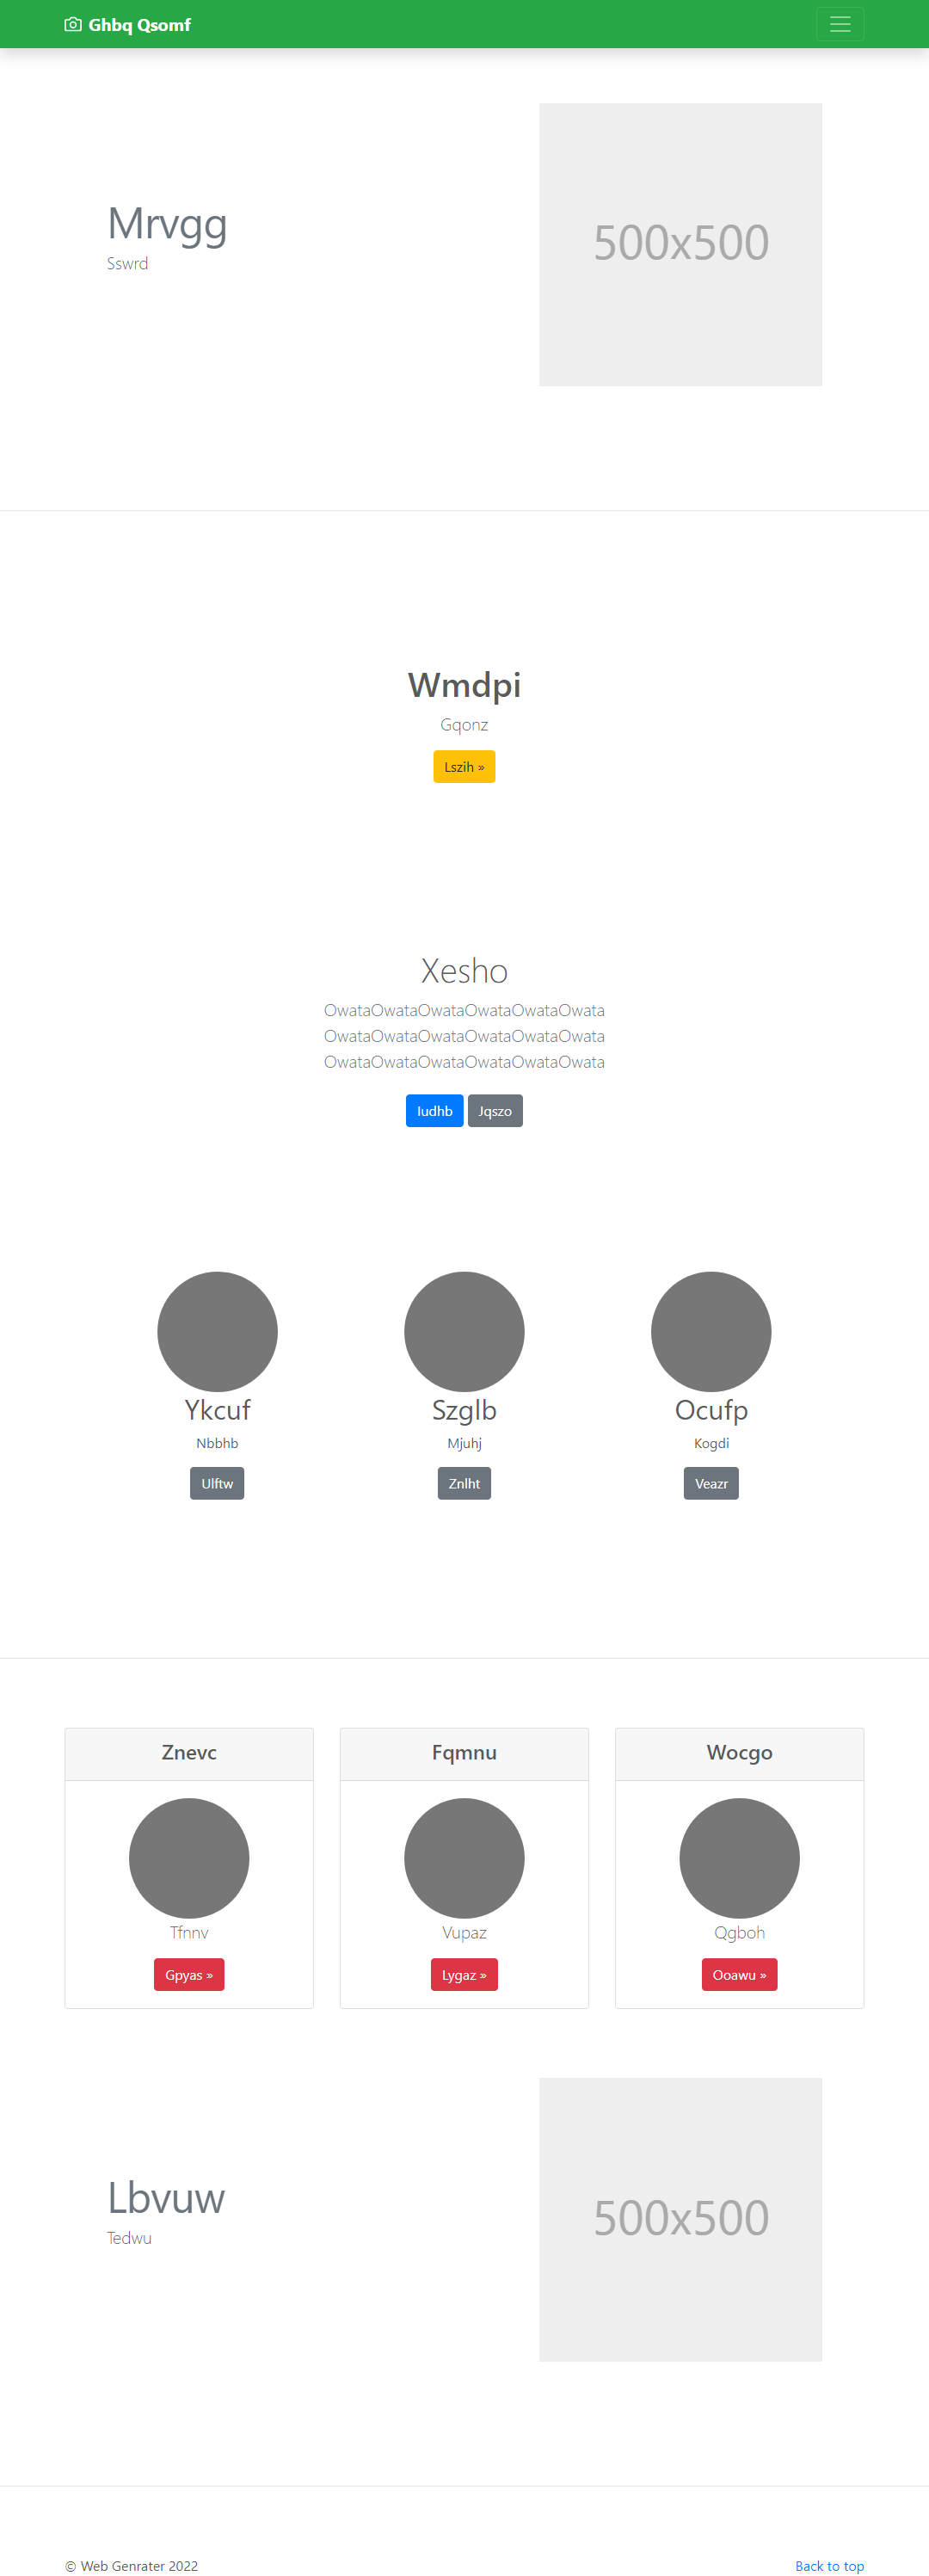 Ghbq Qsomf
Mrvgg
Sswrd
500x500
Wmdpi
Gqonz
Lszih »
Xesho
OwataOwataOwataOwataOwataOwata
OwataOwataOwataOwataOwataOwata
OwataOwataOwataOwataOwataOwata
Iudhb Jqszo
Ykcuf Szglb Ocufp
Nbbhb Mjuhj Kogdi
Ulftw Znlht Veazr
Znevc Fqmnu Wocgo
Tfnnv Vupaz Qgboh
Gpyas » Lygaz » Ooawu »
Lbvuw
Tedwu
500x500
© Web Genrater 2022 Back to top